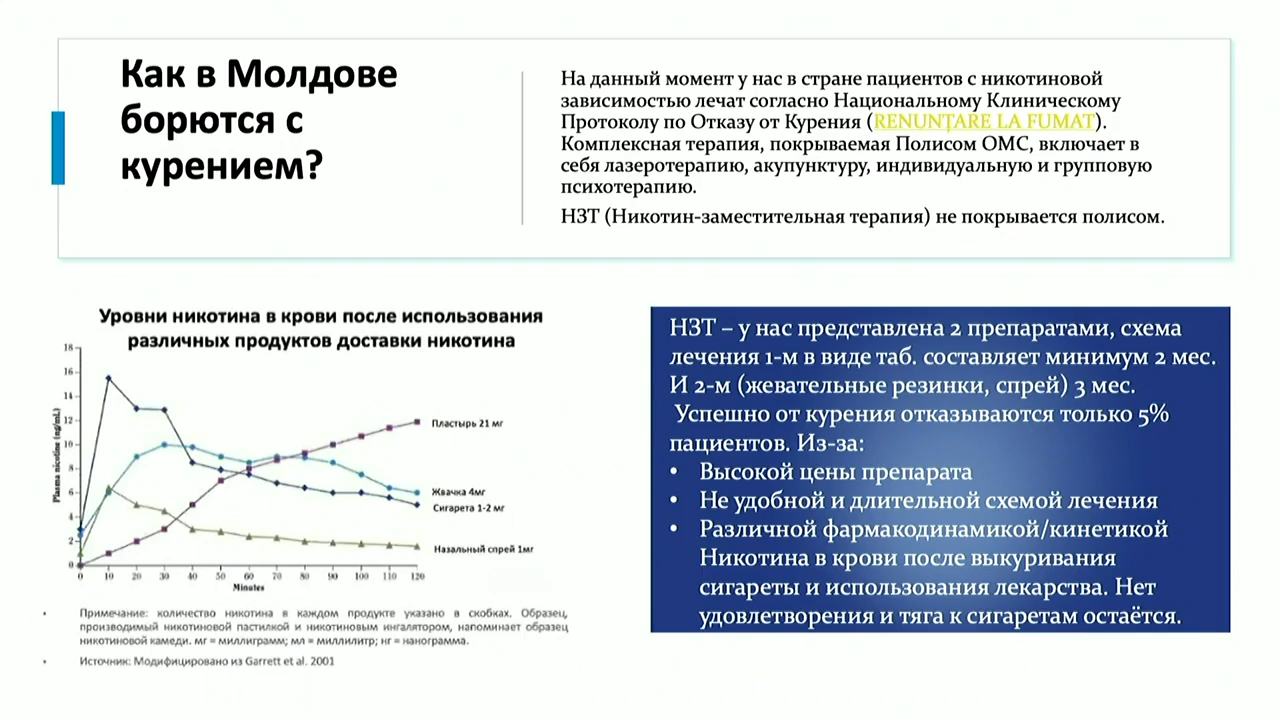 Как в Молдове
борются с
курением?
На данный момент у нас в стране пациентов с никотиновой
зависимостью лечат согласно Национальному Клиническому
Протоколу по Отказу от Курения (RENUNȚARE LA FUMAT).
Комплексная терапия, покрываемая Полисом ОМС, включает в
себя лазеротерапию, акупунктуру, индивидуальную и групповую
психотерапию.
НЗТ (Никотин-заместительная терапия) не покрывается полисом.
Уровни никотина в крови после использования
различных продуктов доставки никотина
18
16
14
12
10
8
6
4
2
0
Plasma nicotine (ng/mL)
Пластырь 21 мг
Жвачка 4мг
Сигарета 1-2 мг
Назальный спрей 1мг
0 10 20 30 40 50 60 70 80 90 100 110 120
Minutes
• Примечание: количество никотина в каждом продукте указано в скобках. Образец,
производимый никотиновой пастилкой и никотиновым ингалятором, напоминает образец
никотиновой камеди. мг = миллиграмм; мл = миллилитр; нг = нанограмма.
• Источник: Модифицировано из Garrett et al. 2001
НЗТ – у нас представлена 2 препаратами, схема
лечения 1-м в виде таб. составляет минимум 2 мес.
И 2-м (жевательные резинки, спрей) 3 мес.
Успешно от курения отказываются только 5%
пациентов. Из-за:
• Высокой цены препарата
• Не удобной и длительной схемой лечения
• Различной фармакодинамикой/кинетикой
Никотина в крови после выкуривания
сигареты и использования лекарства. Нет
удовлетворения и тяга к сигаретам остаётся.